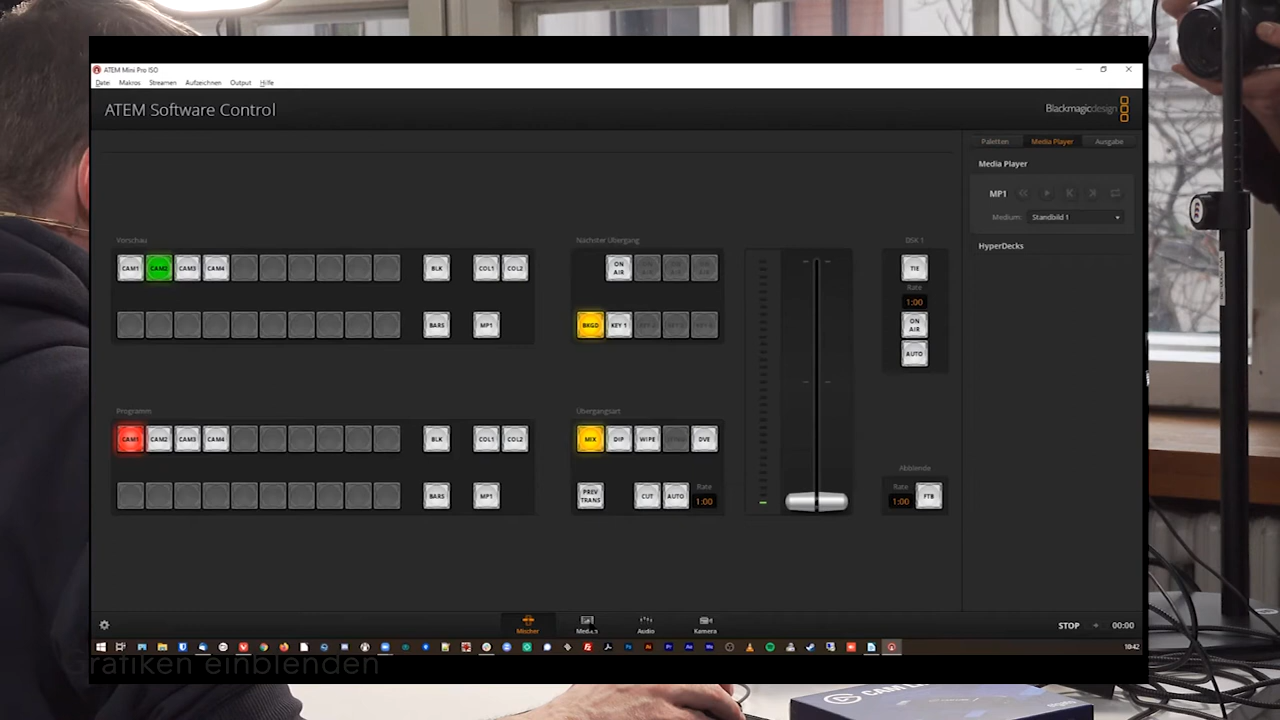 ATEM Mini Pro ISO
Datei Makros Streamen Aufzeichnen Output Hilfe
ATEM Software Control
Blackmagicdesign
Paletten Media Player Ausgabe
Media Player
MP1
Medium: Standbild 1
HyperDecks
Vorschau
CAM1 CAM2 CAM3 CAM4 BLK COL1 COL2
BARS MP1
Nächster Übergang
ON AIR
BKGD KEY 1
DSK 1
TIE
Rate
1:00
ON AIR
AUTO
Programm
CAM1 CAM2 CAM3 CAM4 BLK COL1 COL2
BARS MP1
Übergangsart
MIX DIP WIPE DVE
PREV TRANS CUT AUTO Rate 1:00
Abblende
Rate
1:00 FTB
Mischer Media Audio Kamera
STOP 00:00
10:42
Grafiken einblenden
CAM